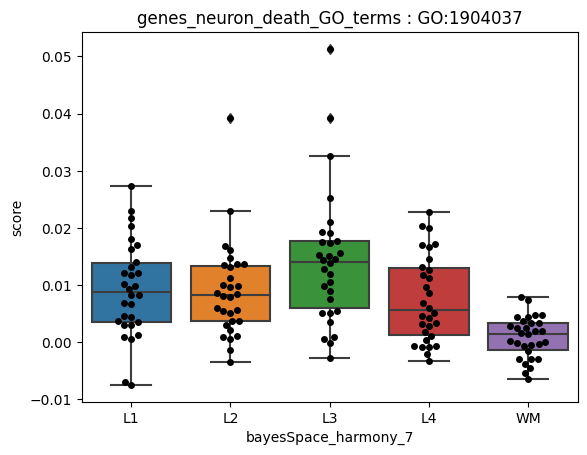 genes_neuron_death_GO_terms : GO:1904037
0.05
0.04
0.03
0.02
0.01
0.00
−0.01
score
L1 L2 L3 L4 WM
bayesSpace_harmony_7